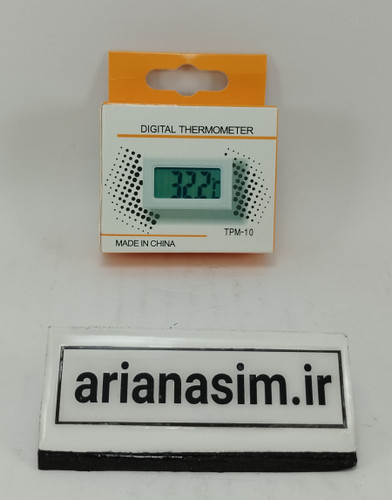 DIGITAL THERMOMETER
32.2
TPM-10
MADE IN CHINA
arianasim.ir